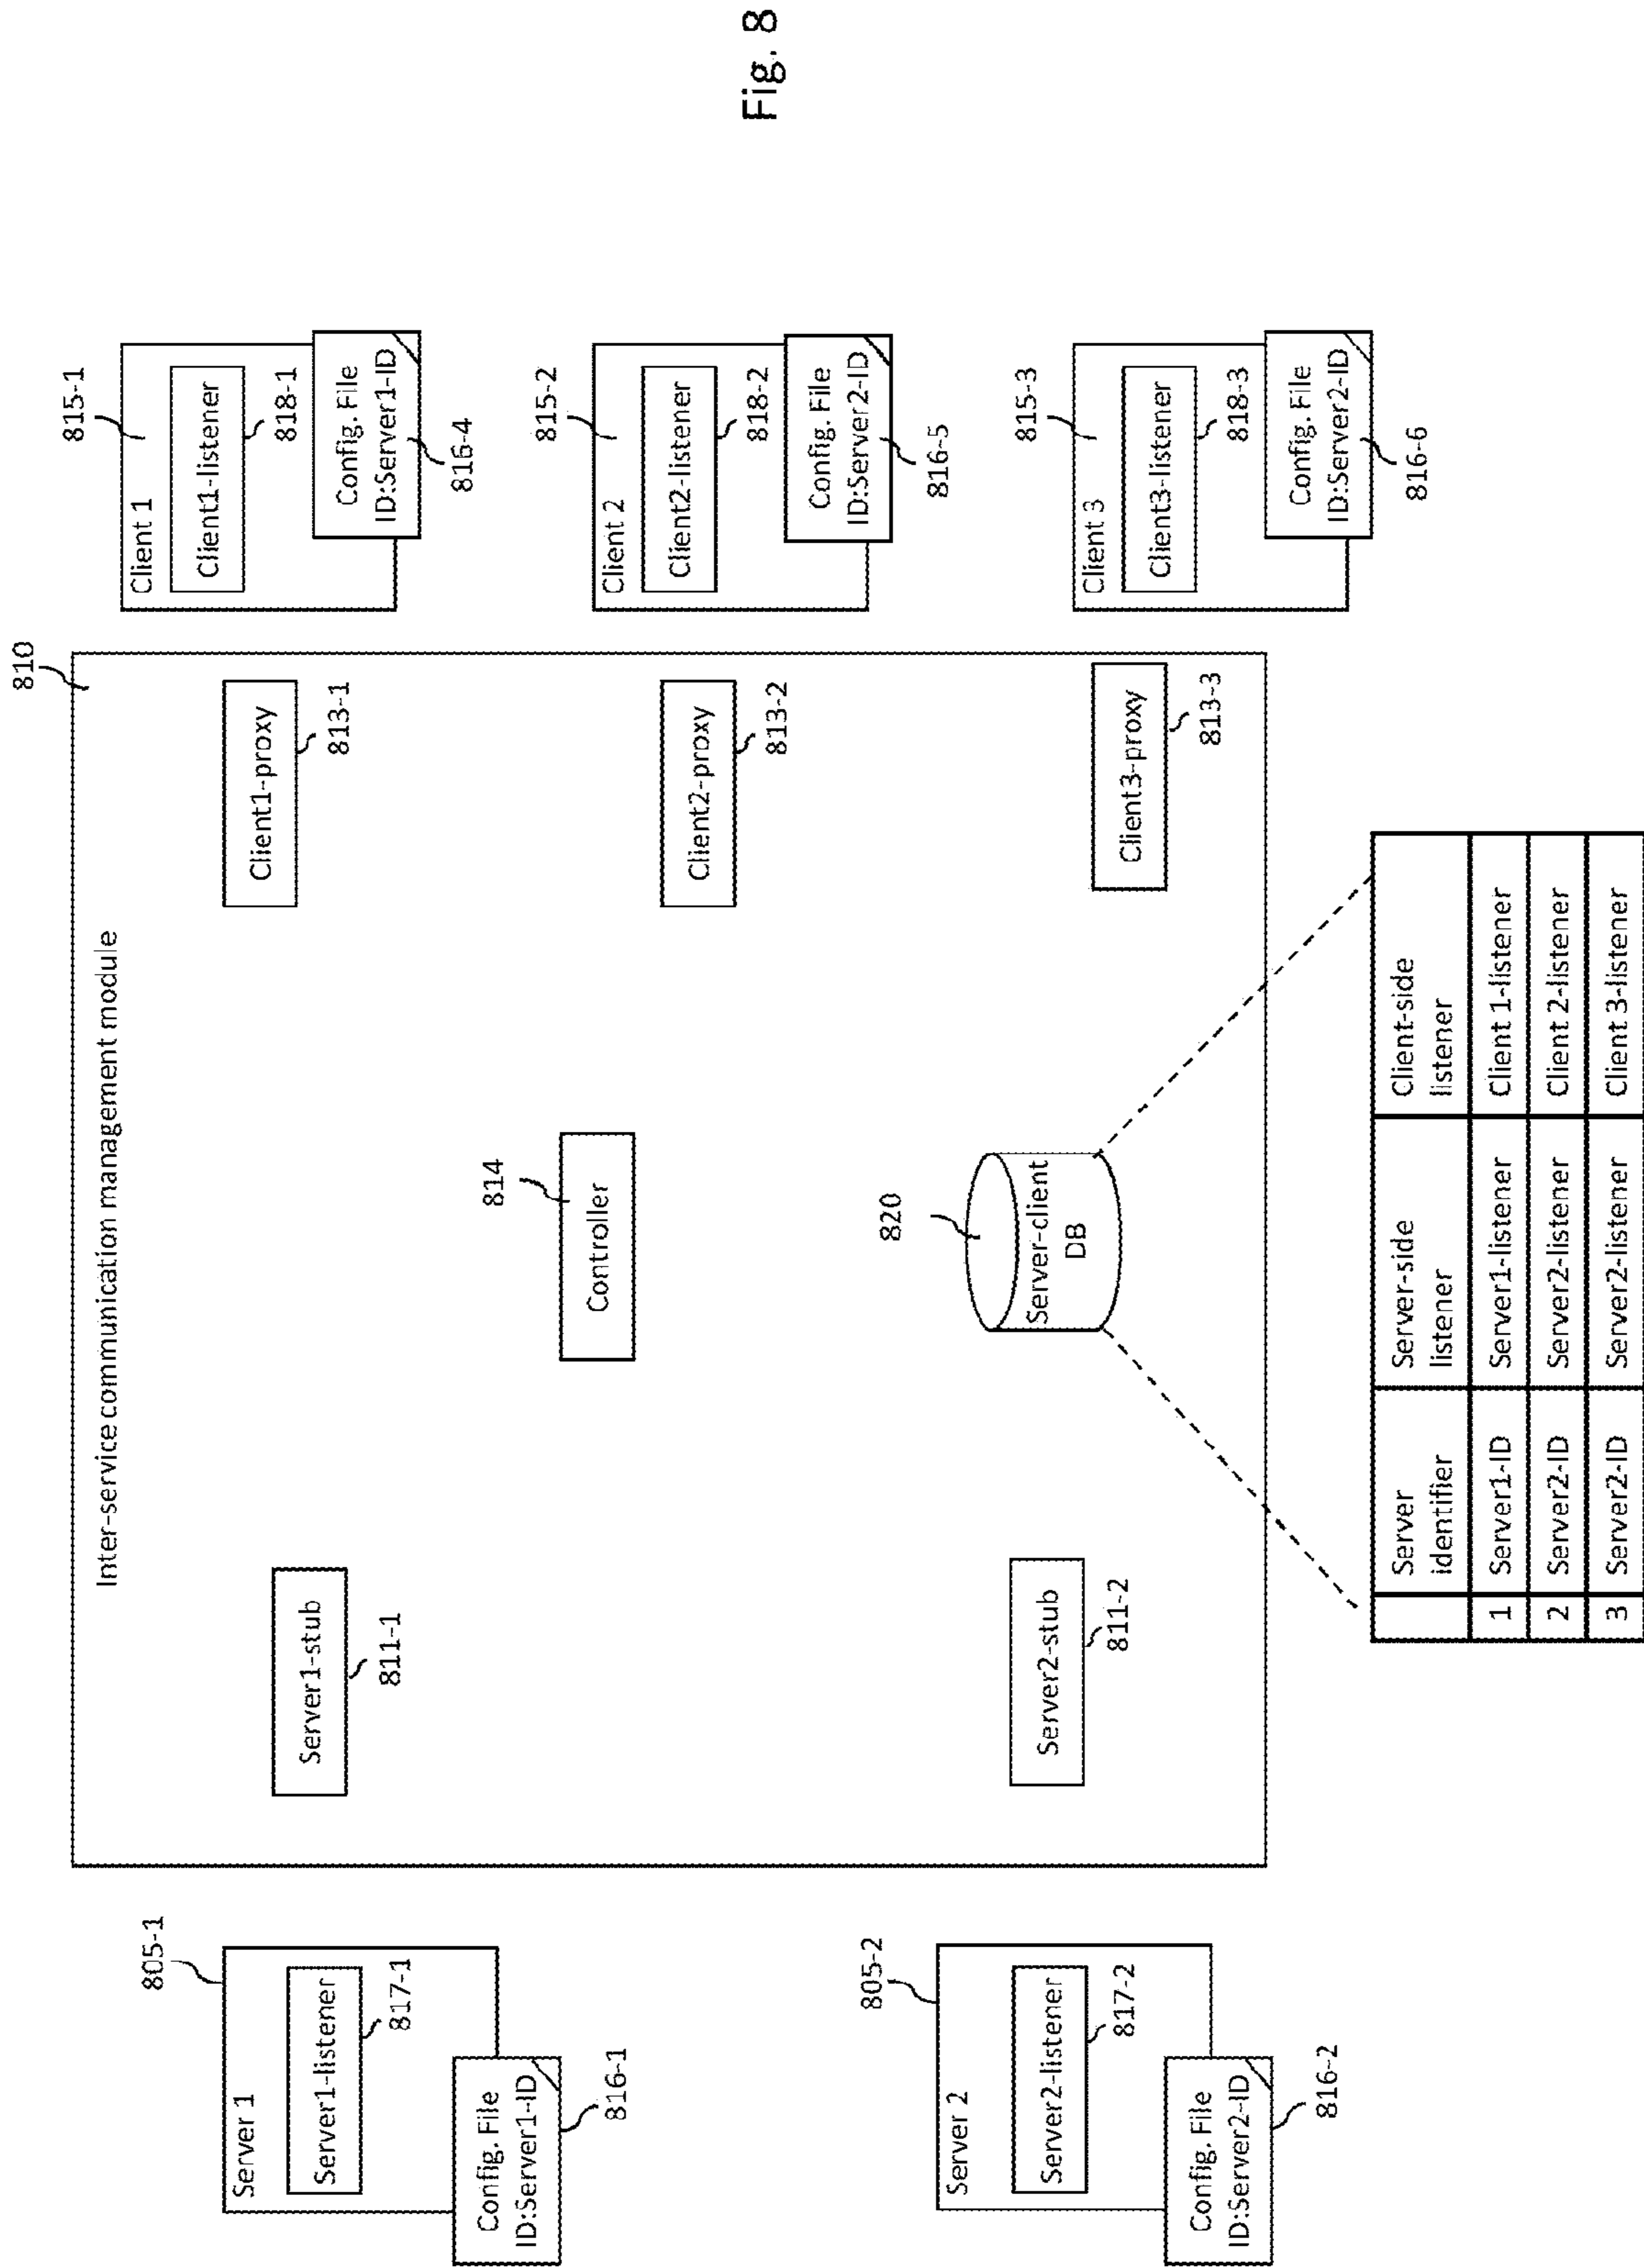 810
Inter-service communication management module
805-1
Server 1
Server1-listener
817-1
Config. File
ID:Server1-ID
816-1
805-2
Server 2
Server2-listener
817-2
Config. File
ID:Server2-ID
816-2
Server1-stub
811-1
Server2-stub
811-2
814
Controller
820
Server-client
DB
Client1-proxy
813-1
Client2-proxy
813-2
Client3-proxy
813-3
815-1
Client 1
Client1-listener
818-1
Config. File
ID:Server1-ID
816-4
815-2
Client 2
Client2-listener
818-2
Config. File
ID:Server2-ID
816-5
815-3
Client 3
Client3-listener
818-3
Config. File
ID:Server2-ID
816-6
Server
identifier
Server-side
listener
Client-side
listener
1 Server1-ID Server1-listener Client 1-listener
2 Server2-ID Server2-listener Client 2-listener
3 Server2-ID Server2-listener Client 3-listener
Fig. 8